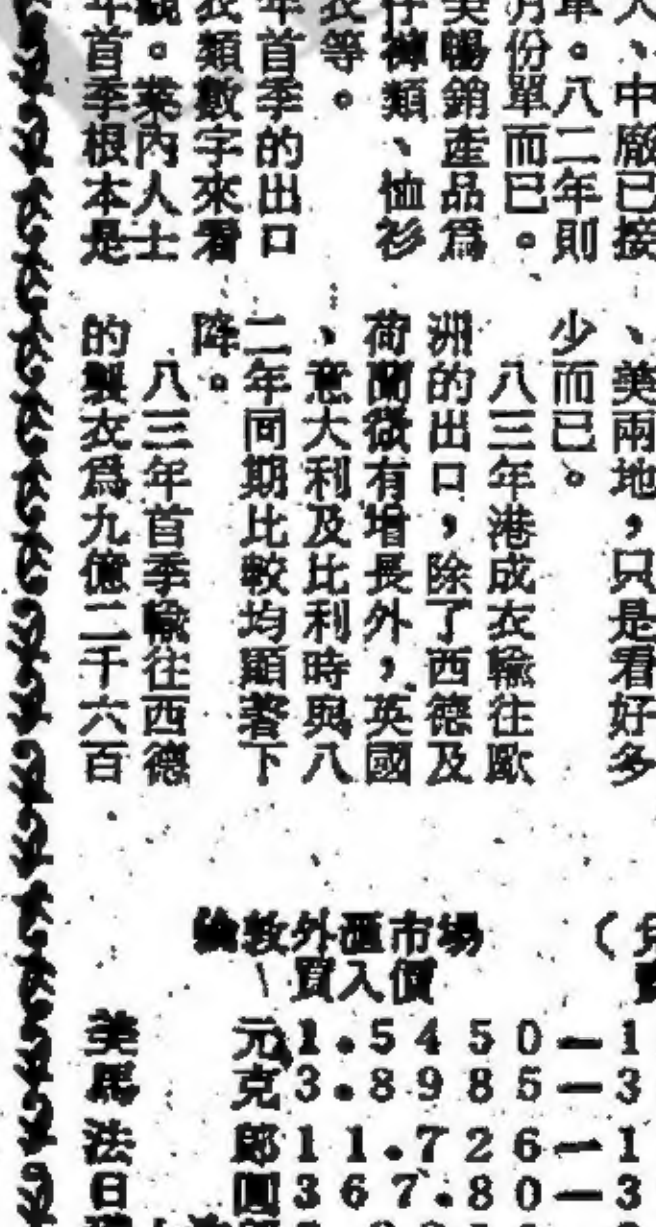 人、中廠已接
單。八二年則
月份單而已。
美暢銷產品爲
仔褲類、恤衫
衣等。
年首季的出口
衣類數字來看
觀。業內人士
年首季根本是
、美兩地，只是看好多
少而已。
八三年港成衣輸往歐
洲的出口，除了西德及
荷蘭微有增長外，英國
、意大利及比利時與八
二年同期比較均顯著下
降。
八三年首季輸往西德
的製衣爲九億二千六百
倫敦外匯市場
買入價
美元1.5450—1
馬克3.8985—3
法郎11.726—1
日圓367.80—3